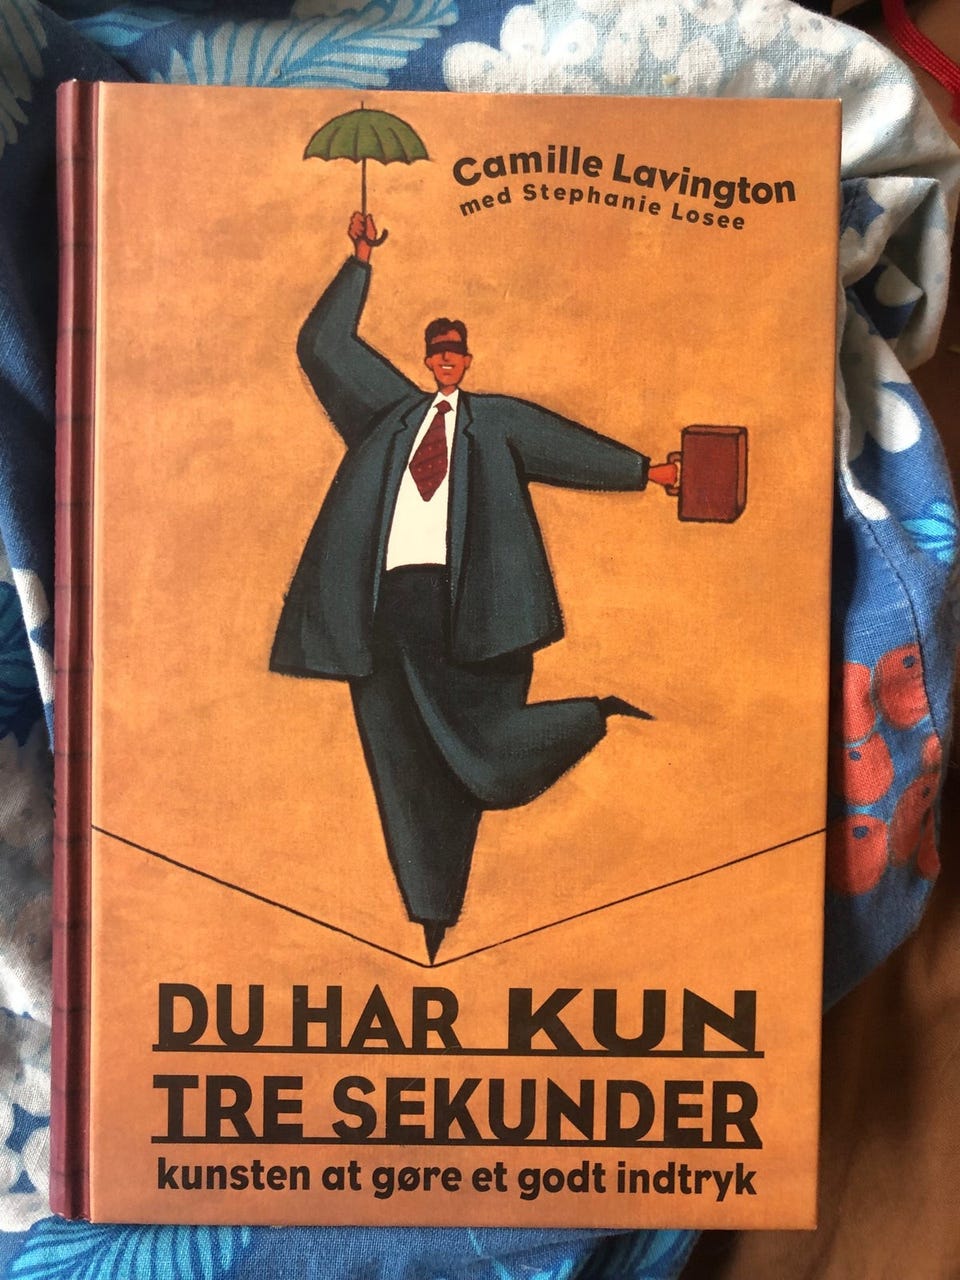 Camille Lavington
med Stephanie Losee
DU HAR KUN
TRE SEKUNDER
kunsten at gøre et godt indtryk